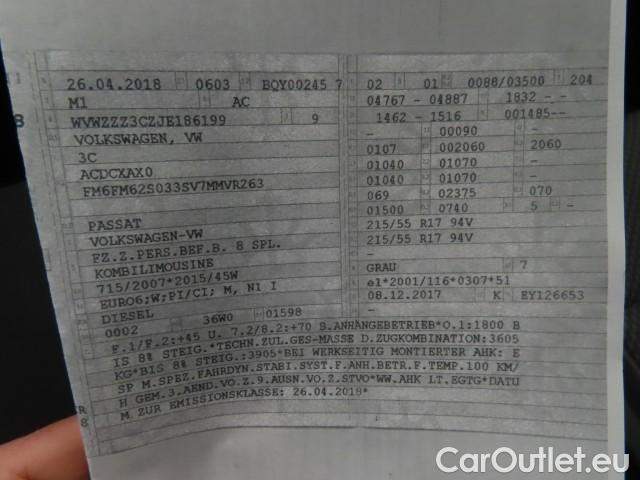 26.04.2018 0603 BQY00245 7
M1 AC
WVWZZZ3CZJE186199 9
VOLKSWAGEN, VW
3C
ACDCXAX0
FM6FM62S033SV7MMVR263
PASSAT
VOLKSWAGEN-VW
FZ.Z.PERS.BEF.B. 8 SPL.
KOMBILIMOUSINE
715/2007*2015/45W
EURO6;W;PI/CI; M, N1 I
DIESEL
0002 36W0 01598
02 01 0088/03500 204
04767 - 04887 1832 - -
1462 - 1516 001485--
- 00090 -
0107 002060 2060
01040 01070 -
01040 01070 -
069 02375 070
01500 0740 5 --
215/55 R17 94V
215/55 R17 94V
-
-
GRAU 7
e1*2001/116*0307*51
08.12.2017 K EY126653
F.1/F.2:+45 U. 7.2/8.2:+70 B.ANHÄNGEBETRIEB*O.1:1800 B
IS 8% STEIG.*TECHN.ZUL.GES-MASSE D.ZUGKOMBINATION:3605
KG*BIS 8% STEIG.:3905*BEI WERKSEITIG MONTIERTER AHK: E
SP M.SPEZ.FAHRDYN.STABI.SYST.F.ANH.BETR.F.TEMP.100 KM/
H GEM.3.AEND.VO.Z.9.AUSN.VO.Z.STVO*WW.AHK LT.EGTG*DATU
M ZUR EMISSIONSKLASSE: 26.04.2018*
CarOutlet.eu